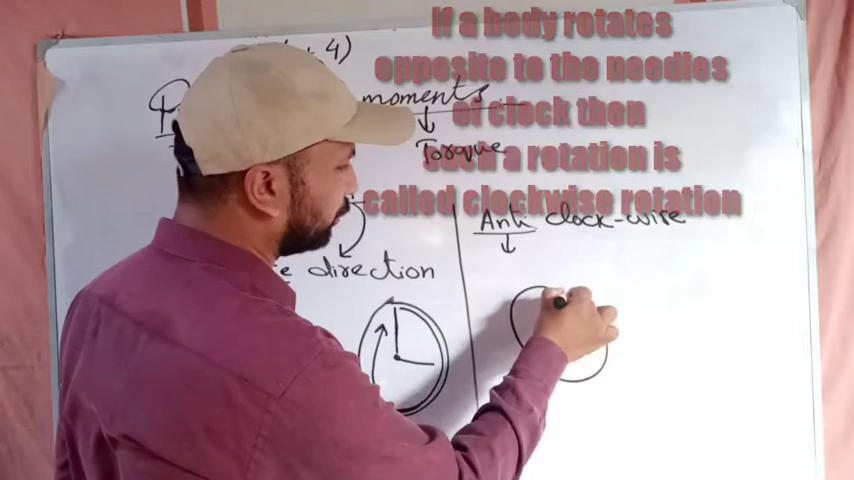 If a body rotates
opposite to the needles
of clock then
such a rotation is
called clockwise rotation
4)
moments
Torque
Anti clock-wise
direction